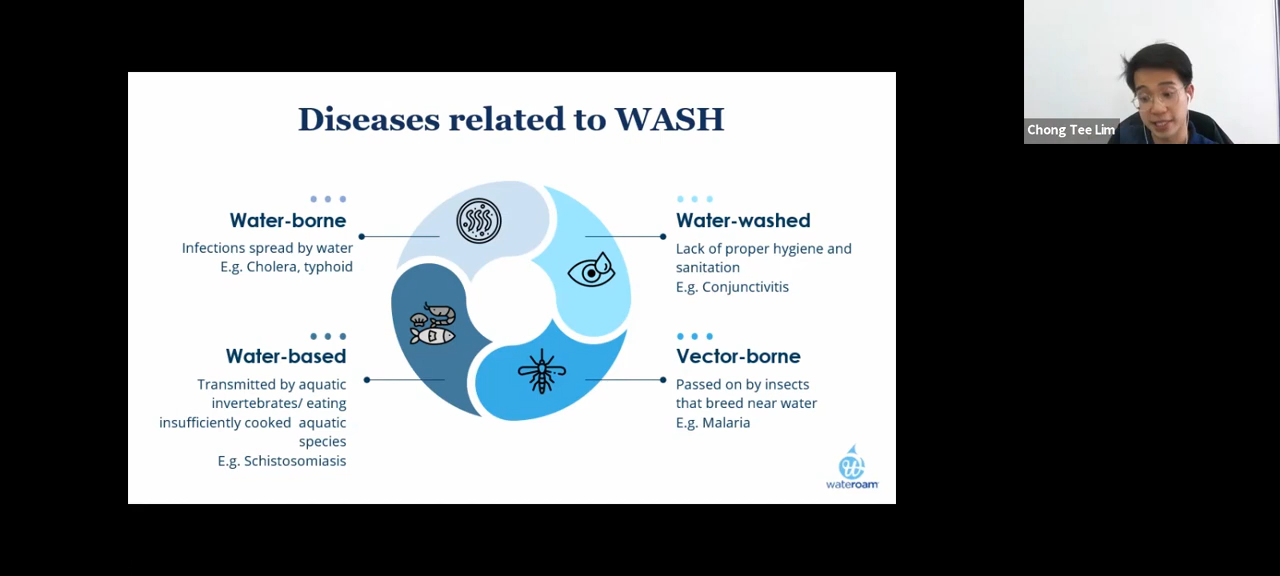 Diseases related to WASH
Water-borne
Infections spread by water
E.g. Cholera, typhoid
Water-washed
Lack of proper hygiene and
sanitation
E.g. Conjunctivitis
Water-based
Transmitted by aquatic
invertebrates/ eating
insufficiently cooked aquatic
species
E.g. Schistosomiasis
Vector-borne
Passed on by insects
that breed near water
E.g. Malaria
wateroam
Chong Tee Lim